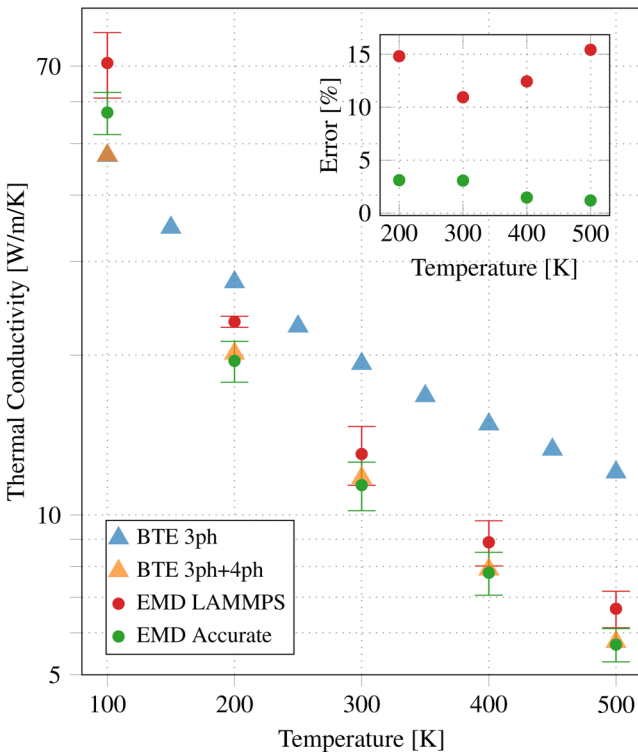 70
10
5
Thermal Conductivity [W/m/K]
100 200 300 400 500
Temperature [K]
15
10
5
0
Error [%]
200 300 400 500
Temperature [K]
BTE 3ph
BTE 3ph+4ph
EMD LAMMPS
EMD Accurate